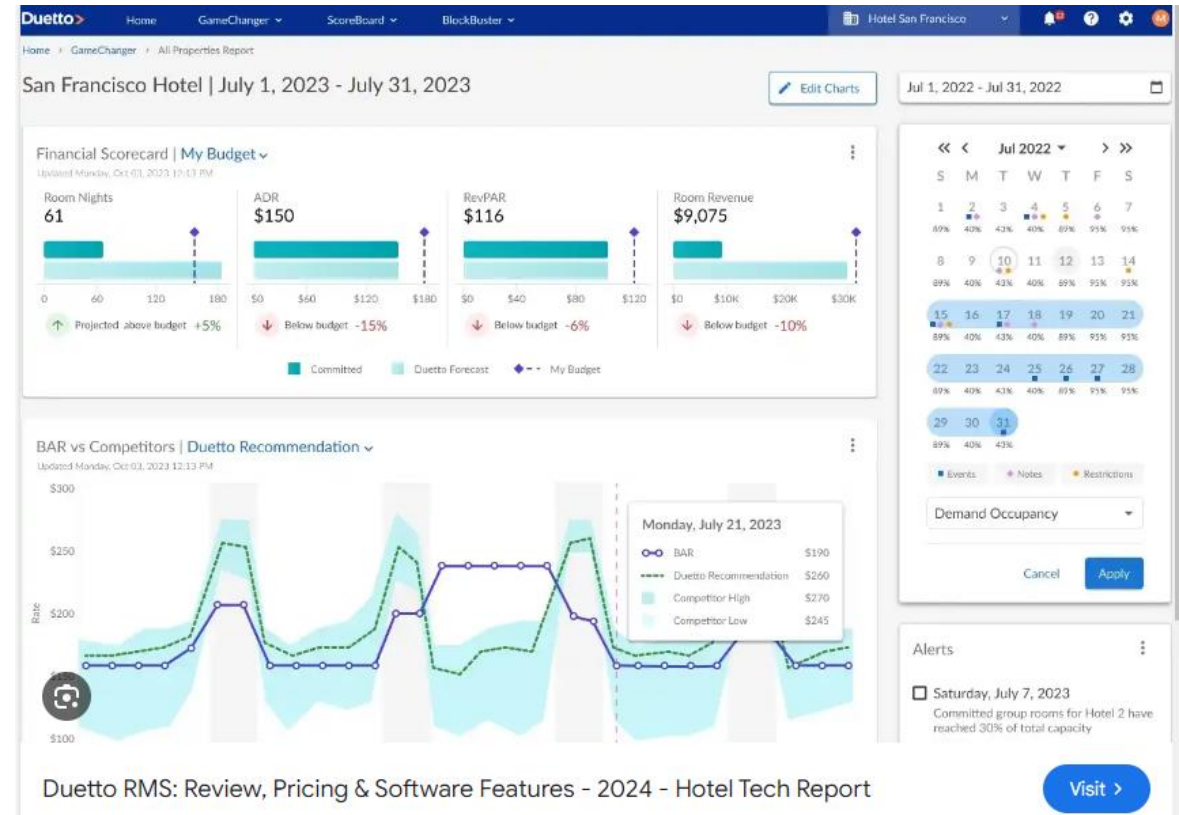 Duetto> Home GameChanger ScoreBoard BlockBuster Hotel San Francisco M
Home › GameChanger › All Properties Report
San Francisco Hotel | July 1, 2023 - July 31, 2023
Edit Charts
Jul 1, 2022 - Jul 31, 2022
Financial Scorecard | My Budget
Updated Monday, Oct 03, 2023 12:13 PM
Room Nights
61
0 60 120 180
Projected above budget +5%
ADR
$150
$0 $60 $120 $180
Below budget -15%
RevPAR
$116
$0 $40 $80 $120
Below budget -6%
Room Revenue
$9,075
$0 $10K $20K $30K
Below budget -10%
Committed Duetto Forecast My Budget
BAR vs Competitors | Duetto Recommendation
Updated Monday, Oct 03, 2023 12:13 PM
Rate
$300
$250
$200
$150
$100
Monday, July 21, 2023
BAR $190
Duetto Recommendation $260
Competitor High $270
Competitor Low $245
« ‹ Jul 2022 › »
S M T W T F S
1 2 3 4 5 6 7
89% 40% 43% 40% 89% 95% 95%
8 9 10 11 12 13 14
89% 40% 43% 40% 89% 95% 95%
15 16 17 18 19 20 21
89% 40% 43% 40% 89% 95% 95%
22 23 24 25 26 27 28
89% 40% 43% 40% 89% 95% 95%
29 30 31
89% 40% 43%
Events Notes Restrictions
Demand Occupancy
Cancel Apply
Alerts
Saturday, July 7, 2023
Committed group rooms for Hotel 2 have
reached 30% of total capacity
Duetto RMS: Review, Pricing & Software Features - 2024 - Hotel Tech Report
Visit >